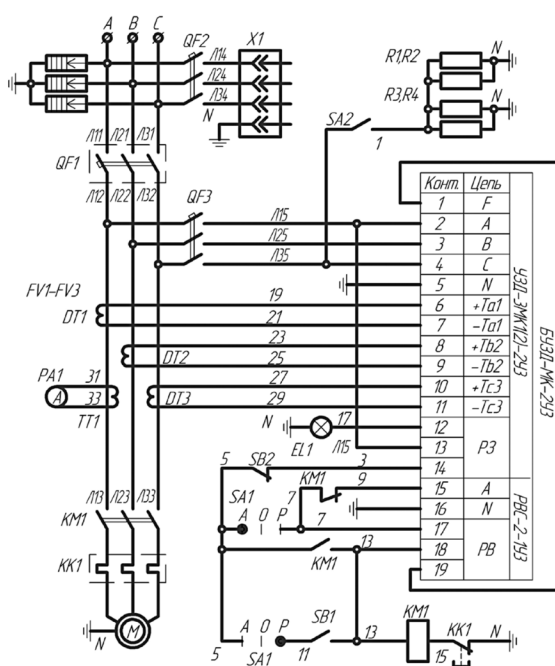 A B C
QF2
Л14
X1
Л24
Л34
N
R1,R2
N
R3,R4
N
SA2
1
Л11 Л21 Л31
QF1
Л12 Л22 Л32
QF3
Л15
Л25
Л35
Конт. Цепь
1 F
2 A
3 B
4 C
5 N
6 +Ta1
7 -Ta1
8 +Tb2
9 -Tb2
10 +Tc3
11 -Tc3
12
13 РЗ
14
15 A
16 N
17
18 РВ
19
РВС-2-1У3
БУЗД-МК-2У3
FV1-FV3
DT1
19
21
DT2
23
25
PA1
A
31
33
TT1
DT3
27
29
N
EL1
17
Л15
5
SB2
3
KM1
9
SA1
7
A O P
7
KM1
13
Л13 Л23 Л33
KM1
KK1
N
M
A O P
SB1
5
SA1
11
13
KM1
KK1
15
N